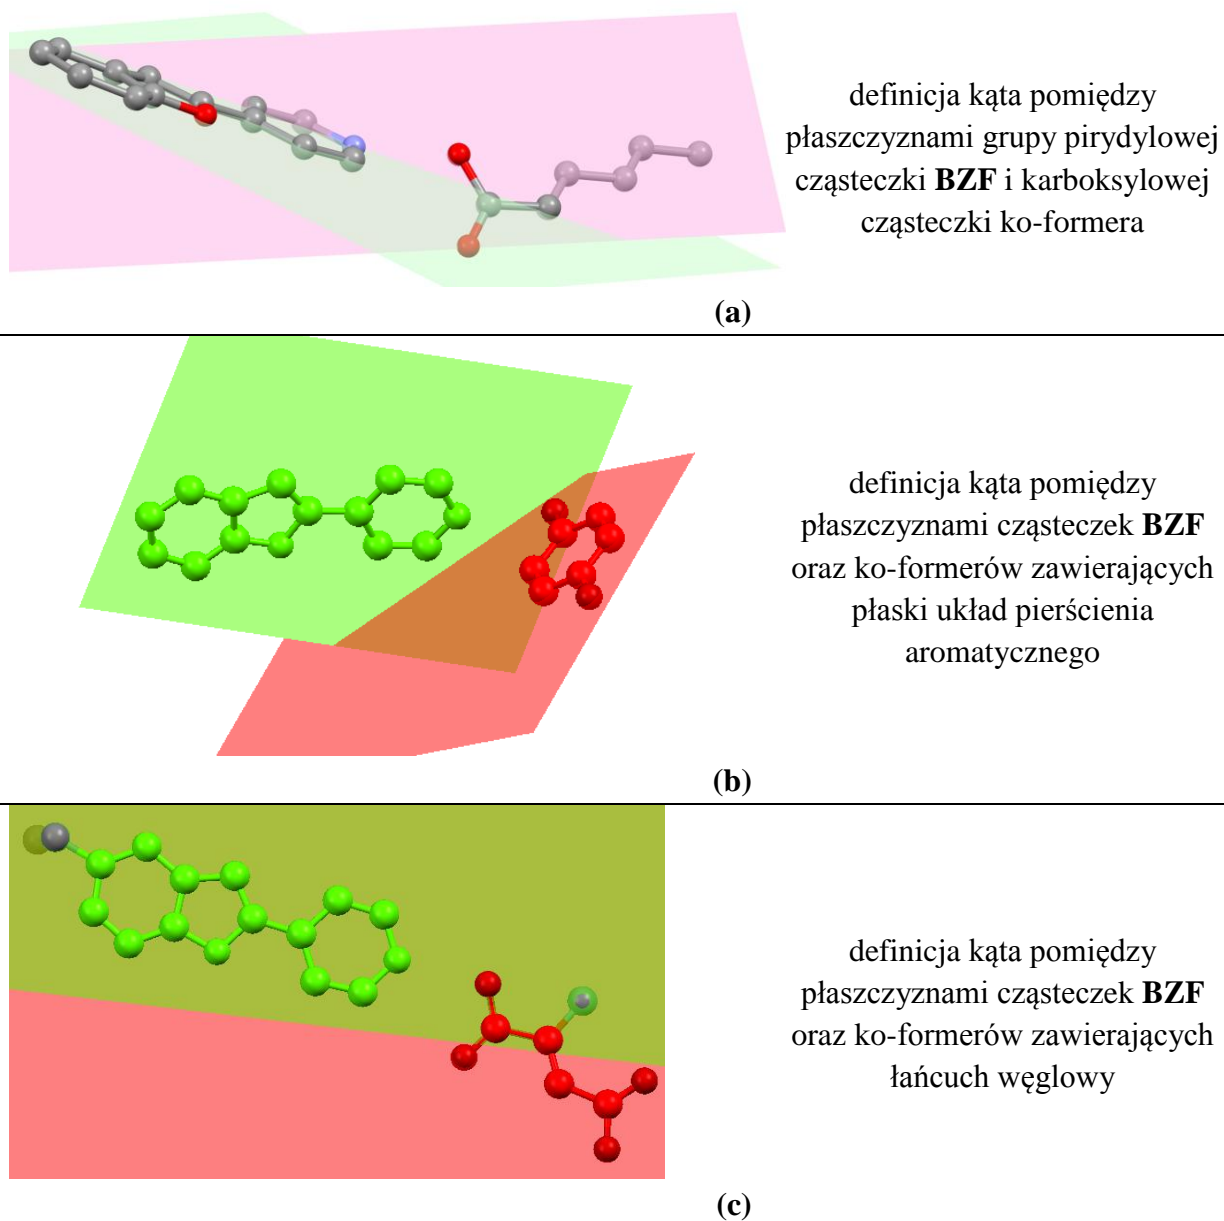 definicja kąta pomiędzy
płaszczyznami grupy pirydylowej
cząsteczki BZF i karboksylowej
cząsteczki ko-formera
(a)
definicja kąta pomiędzy
płaszczyznami cząsteczek BZF
oraz ko-formerów zawierających
płaski układ pierścienia
aromatycznego
(b)
definicja kąta pomiędzy
płaszczyznami cząsteczek BZF
oraz ko-formerów zawierających
łańcuch węglowy
(c)